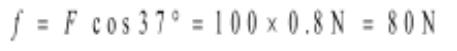 f = F cos37° = 100 × 0.8N = 80N